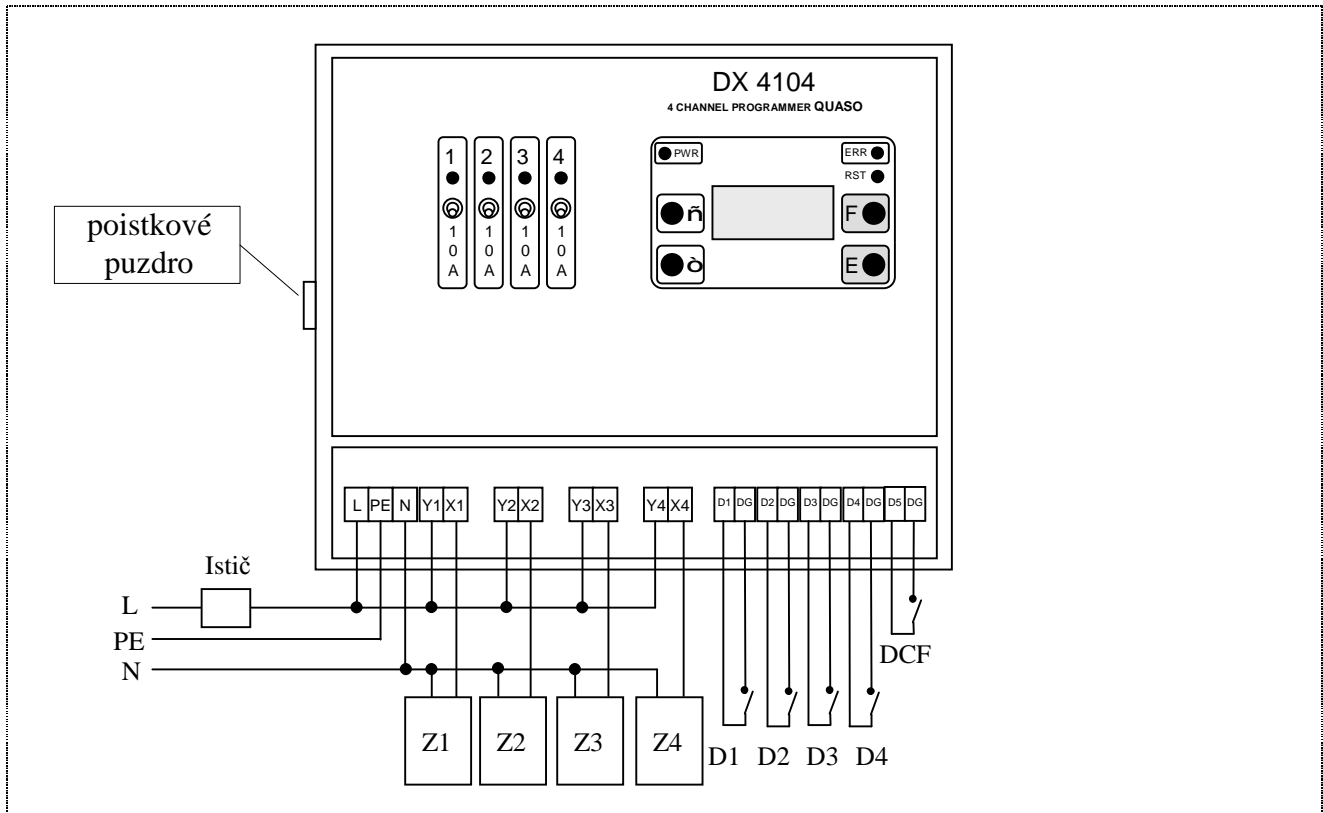 DX 4104
4 CHANNEL PROGRAMMER QUASO
1 2 3 4
10A 10A 10A 10A
PWR ERR
RST
ñ F
ò E
poistkové
puzdro
L PE N Y1 X1 Y2 X2 Y3 X3 Y4 X4 D1 DG D2 DG D3 DG D4 DG D5 DG
Istič
L
PE
N
DCF
Z1 Z2 Z3 Z4
D1 D2 D3 D4